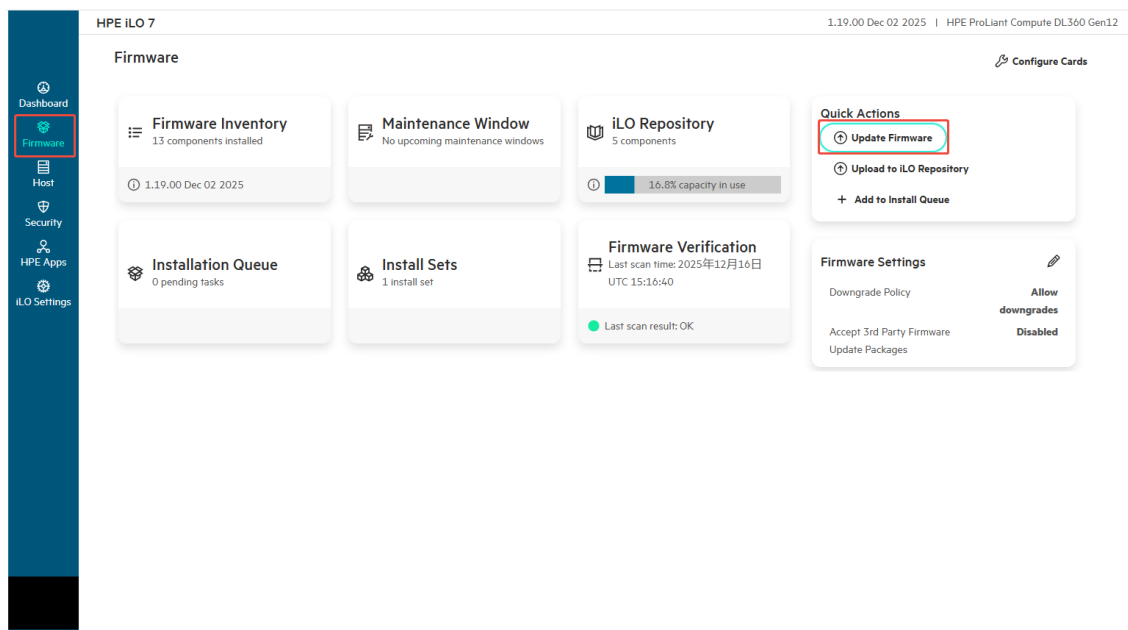 HPE iLO 7
1.19.00 Dec 02 2025 | HPE ProLiant Compute DL360 Gen12
Dashboard
Firmware
Host
Security
HPE Apps
iLO Settings
Firmware
Configure Cards
Firmware Inventory
13 components installed
1.19.00 Dec 02 2025
Maintenance Window
No upcoming maintenance windows
iLO Repository
5 components
16.8% capacity in use
Quick Actions
Update Firmware
Upload to iLO Repository
+ Add to Install Queue
Installation Queue
0 pending tasks
Install Sets
1 install set
Firmware Verification
Last scan time: 2025年12月16日
UTC 15:16:40
Last scan result: OK
Firmware Settings
Downgrade Policy
Allow
downgrades
Accept 3rd Party Firmware
Update Packages
Disabled